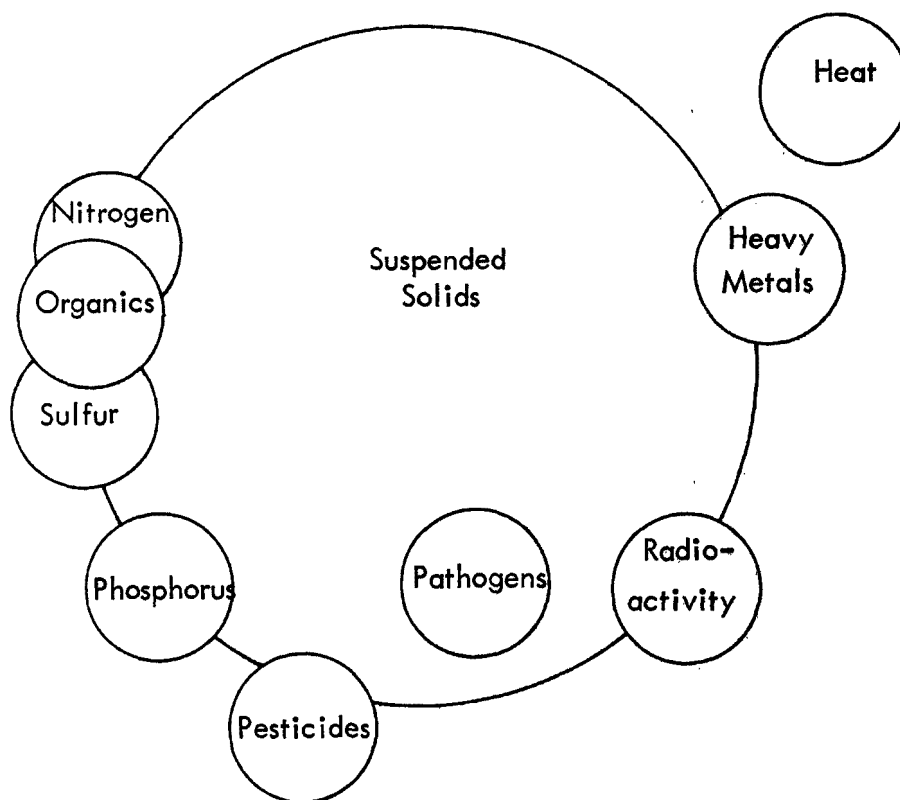 Heat
Nitrogen
Heavy
Metals
Suspended
Solids
Organics
Sulfur
Radio-
activity
Phosphorus
Pathogens
Pesticides